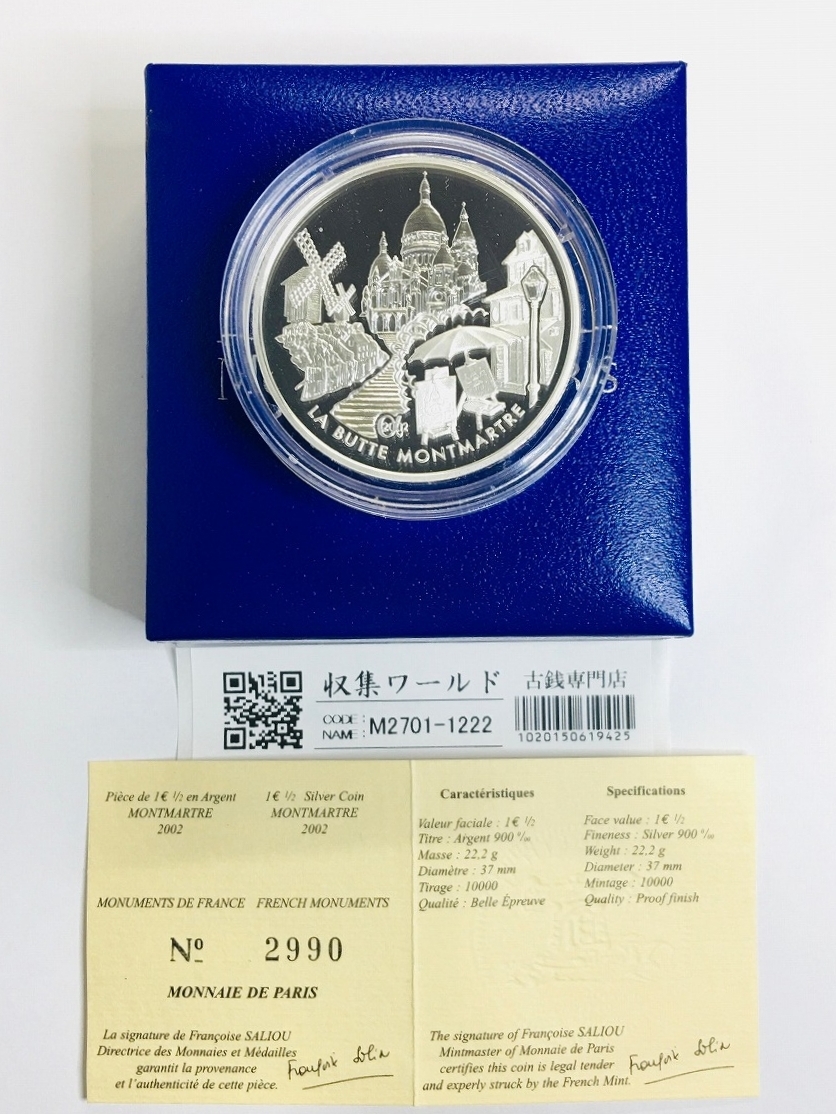 LA BUTTE MONTMARTRE
収集ワールド 古銭専門店
CODE NAME: M2701-1222
1020150619425
Pièce de 1€ ½ en Argent
MONTMARTRE
2002
1€ ½ Silver Coin
MONTMARTRE
2002
MONUMENTS DE FRANCE FRENCH MONUMENTS
Nº 2990
MONNAIE DE PARIS
La signature de Françoise SALIOU
Directrice des Monnaies et Médailles
garantit la provenance
et l'authenticité de cette pièce.
Caractéristiques
Valeur faciale : 1€ ½
Titre : Argent 900 ‰
Masse : 22,2 g
Diamètre : 37 mm
Tirage : 10000
Qualité : Belle Épreuve
Specifications
Face value : 1€ ½
Fineness : Silver 900 ‰
Weight : 22,2 g
Diameter : 37 mm
Mintage : 10000
Quality : Proof finish
The signature of Françoise SALIOU
Mintmaster of Monnaie de Paris
certifies this coin is legal tender
and experly struck by the French Mint.